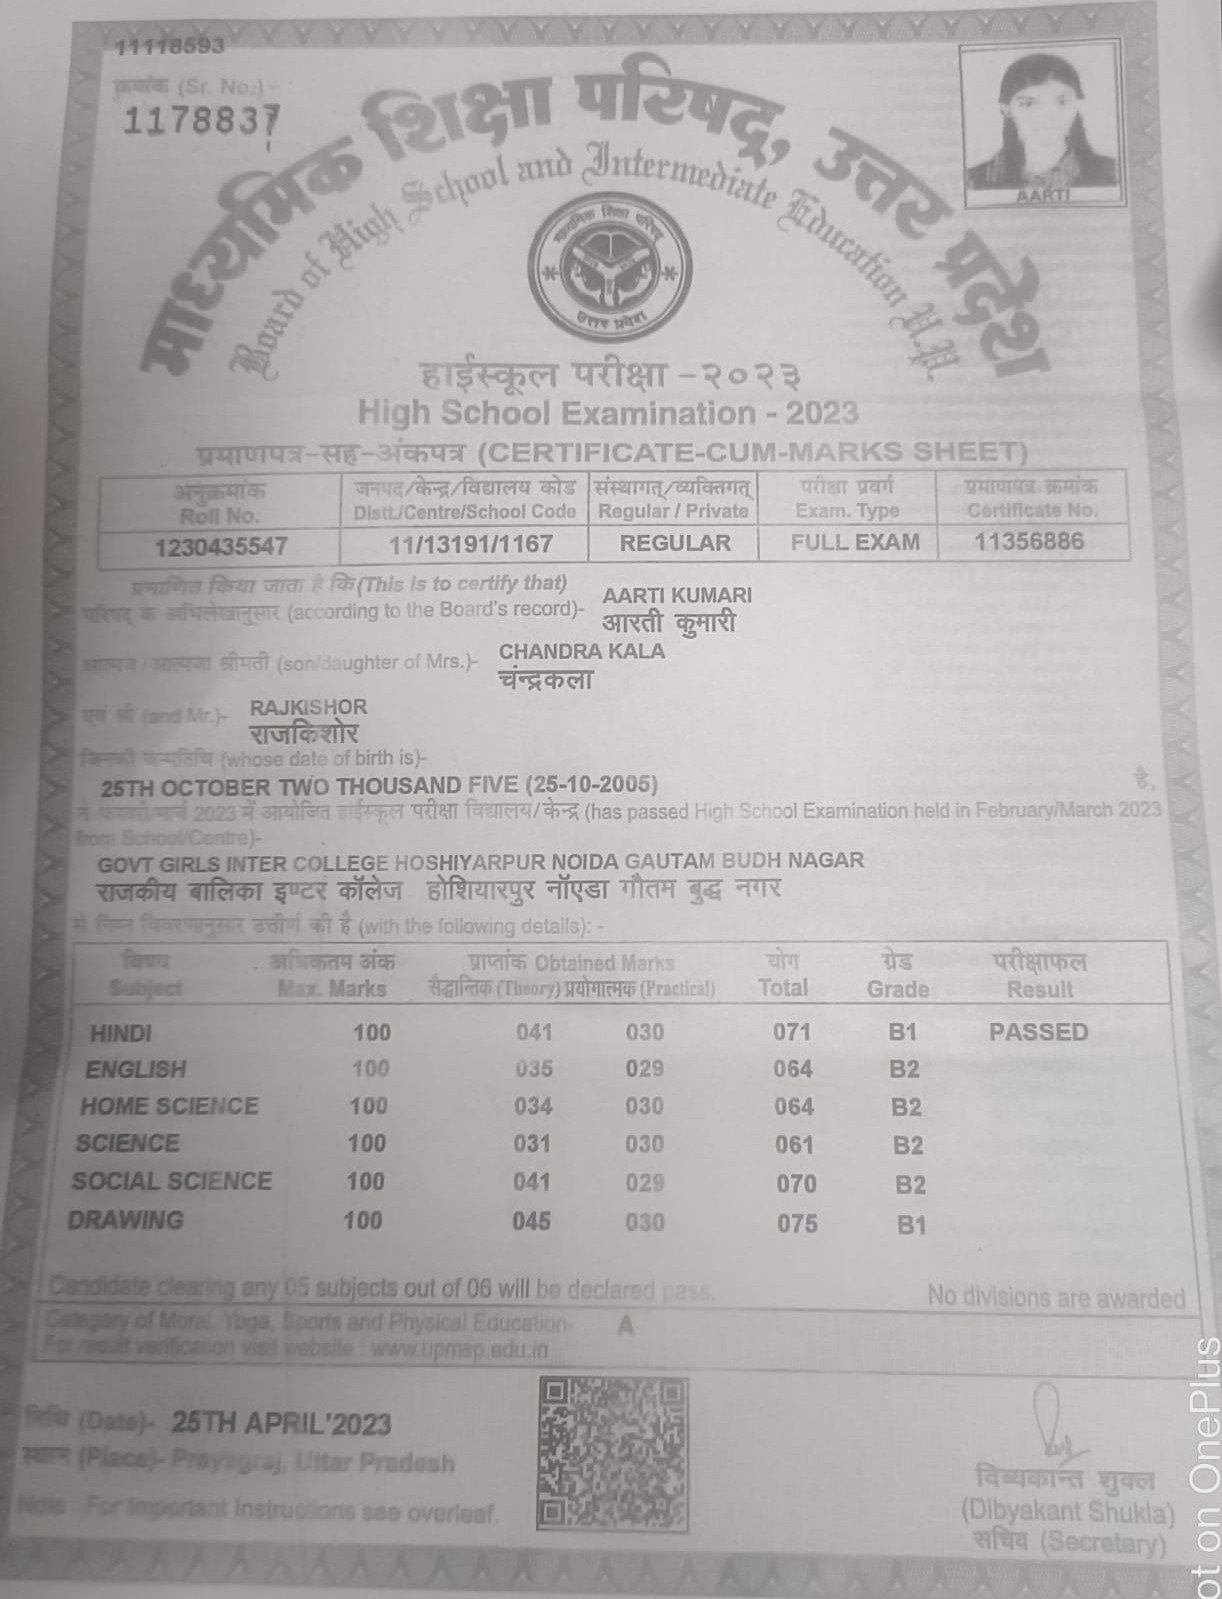 11118593
क्रमांक (Sr. No.) -
1178837
AARTI
माध्यमिक शिक्षा परिषद्, उत्तर प्रदेश
Board of High School and Intermediate Education U.P.
माध्यमिक शिक्षा परिषद्
उत्तर प्रदेश
हाईस्कूल परीक्षा -२०२३
High School Examination - 2023
प्रमाणपत्र-सह-अंकपत्र (CERTIFICATE-CUM-MARKS SHEET)
अनुक्रमांक जनपद/केन्द्र/विद्यालय कोड संस्थागत्/व्यक्तिगत् परीक्षा प्रवर्ग प्रमाणपत्र क्रमांक
Roll No. Distt./Centre/School Code Regular / Private Exam. Type Certificate No.
1230435547 11/13191/1167 REGULAR FULL EXAM 11356886
प्रमाणित किया जाता है कि (This is to certify that)
परिषद् के अभिलेखानुसार (according to the Board's record)- AARTI KUMARI
आरती कुमारी
आत्मज/आत्मजा श्रीमती (son/daughter of Mrs.)- CHANDRA KALA
चंन्द्रकला
एवं श्री (and Mr.)- RAJKISHOR
राजकिशोर
जिनकी जन्मतिथि (whose date of birth is)-
25TH OCTOBER TWO THOUSAND FIVE (25-10-2005) है,
ने फरवरी/मार्च 2023 में आयोजित हाईस्कूल परीक्षा विद्यालय/केन्द्र (has passed High School Examination held in February/March 2023
from School/Centre)-
GOVT GIRLS INTER COLLEGE HOSHIYARPUR NOIDA GAUTAM BUDH NAGAR
राजकीय बालिका इण्टर कॉलेज होशियारपुर नॉएडा गौतम बुद्ध नगर
से निम्न विवरणानुसार उत्तीर्ण की है (with the following details): -
विषय अधिकतम अंक प्राप्तांक Obtained Marks योग ग्रेड परीक्षाफल
Subject Max. Marks सैद्धान्तिक (Theory) प्रयोगात्मक (Practical) Total Grade Result
HINDI 100 041 030 071 B1 PASSED
ENGLISH 100 035 029 064 B2
HOME SCIENCE 100 034 030 064 B2
SCIENCE 100 031 030 061 B2
SOCIAL SCIENCE 100 041 029 070 B2
DRAWING 100 045 030 075 B1
Candidate clearing any 05 subjects out of 06 will be declared pass. No divisions are awarded
Category of Moral, Yoga, Sports and Physical Education- A
For result verification visit website : www.upmsp.edu.in
तिथि (Date)- 25TH APRIL'2023
स्थान (Place)- Prayagraj, Uttar Pradesh
Note For Important Instructions see overleaf.
दिव्यकान्त शुक्ल
(Dibyakant Shukla)
सचिव (Secretary)
ot on OnePlus